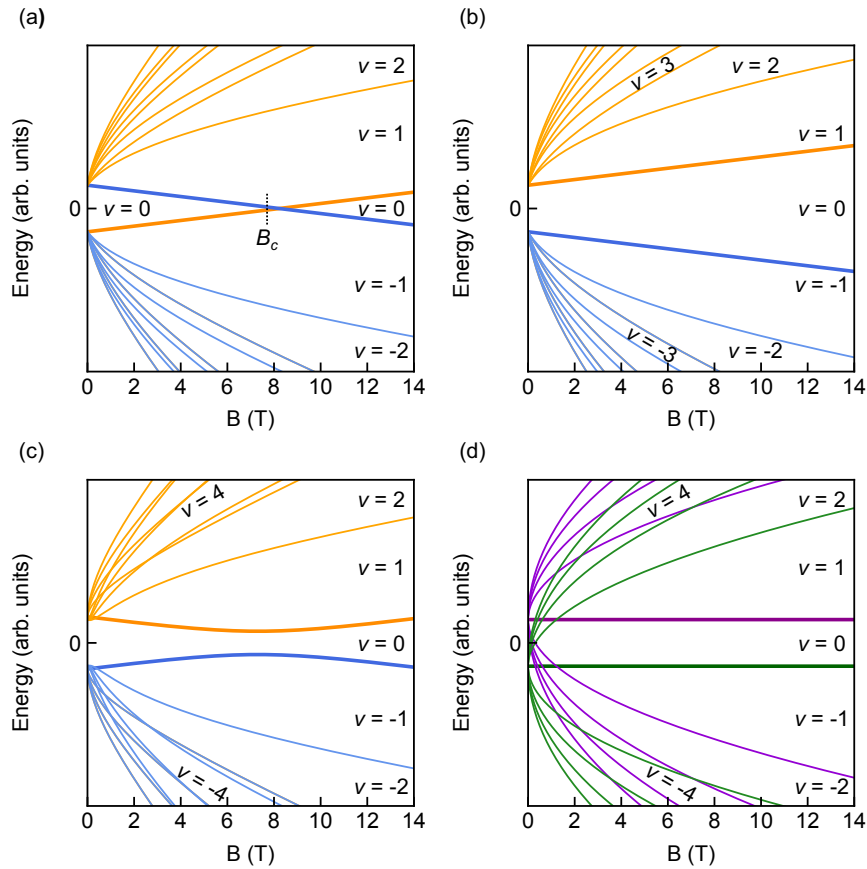 (a)
ν = 2
ν = 1
ν = 0
ν = 0
B_c
ν = -1
ν = -2
Energy (arb. units)
0
0 2 4 6 8 10 12 14
B (T)
(b)
ν = 3
ν = 2
ν = 1
ν = 0
ν = -1
ν = -2
ν = -3
Energy (arb. units)
0
0 2 4 6 8 10 12 14
B (T)
(c)
ν = 4
ν = 2
ν = 1
ν = 0
ν = -1
ν = -2
ν = -4
Energy (arb. units)
0
0 2 4 6 8 10 12 14
B (T)
(d)
ν = 4
ν = 2
ν = 1
ν = 0
ν = -1
ν = -2
ν = -4
Energy (arb. units)
0
0 2 4 6 8 10 12 14
B (T)